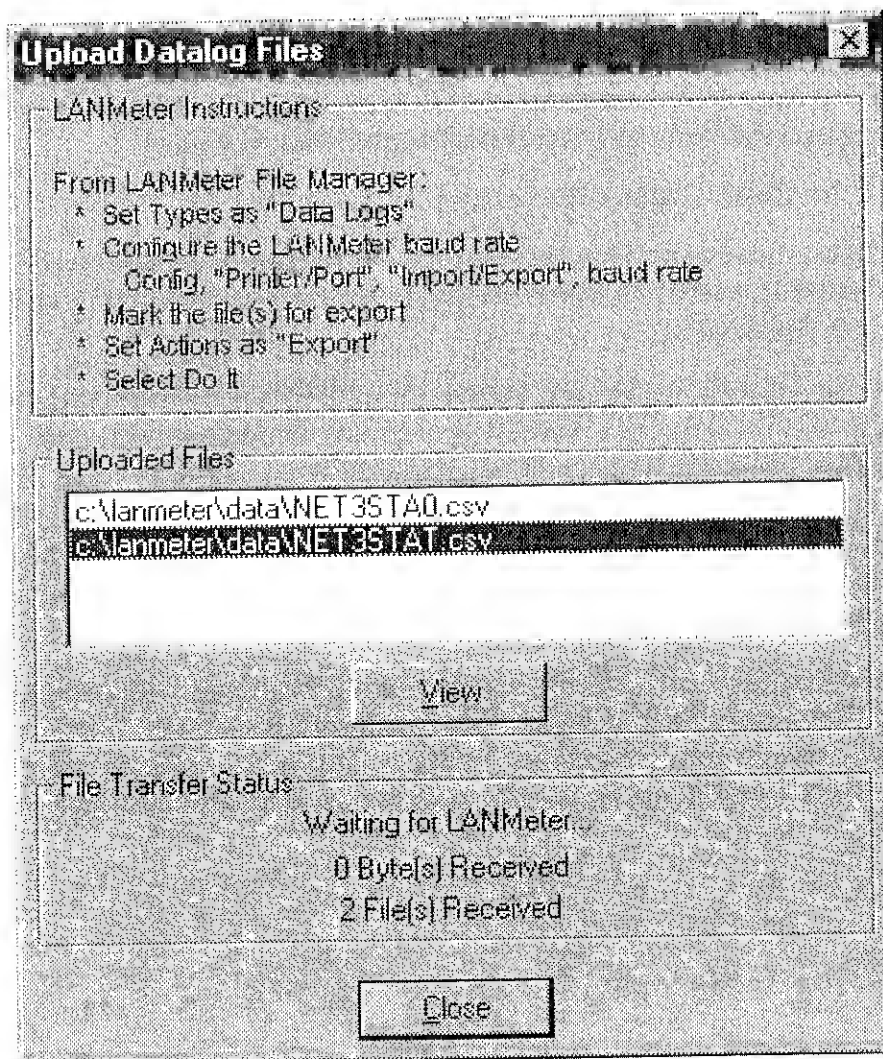 Upload Datalog Files
LANMeter Instructions
From LANMeter File Manager:
* Set Types as "Data Logs"
* Configure the LANMeter baud rate
Config, "Printer/Port", "Import/Export", baud rate
* Mark the file(s) for export
* Set Actions as "Export"
* Select Do It
Uploaded Files
c:\lanmeter\data\NET3STA0.csv
c:\lanmeter\data\NET3STAT.csv
View
File Transfer Status
Waiting for LANMeter...
0 Byte(s) Received
2 File(s) Received
Close